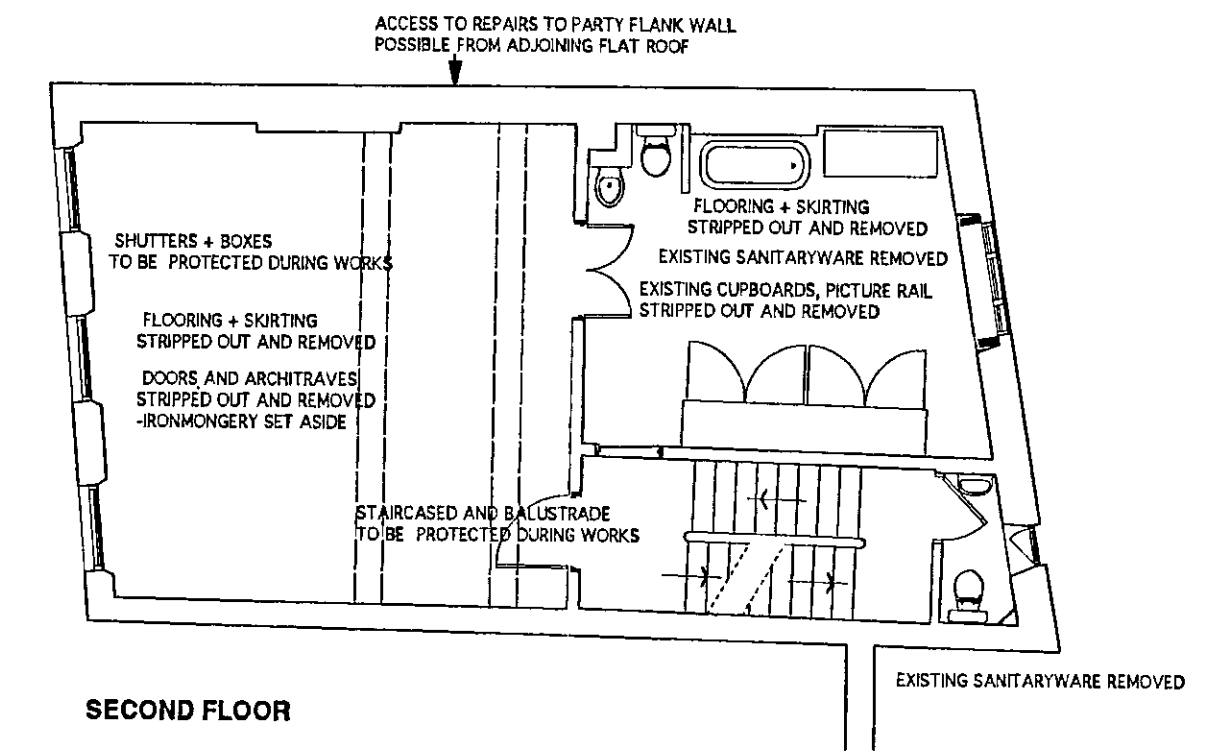 ACCESS TO REPAIRS TO PARTY FLANK WALL
POSSIBLE FROM ADJOINING FLAT ROOF
FLOORING + SKIRTING
STRIPPED OUT AND REMOVED
EXISTING SANITARYWARE REMOVED
EXISTING CUPBOARDS, PICTURE RAIL
STRIPPED OUT AND REMOVED
SHUTTERS + BOXES
TO BE PROTECTED DURING WORKS
FLOORING + SKIRTING
STRIPPED OUT AND REMOVED
DOORS AND ARCHITRAVES
STRIPPED OUT AND REMOVED
-IRONMONGERY SET ASIDE
STAIRCASED AND BALUSTRADE
TO BE PROTECTED DURING WORKS
EXISTING SANITARYWARE REMOVED
SECOND FLOOR